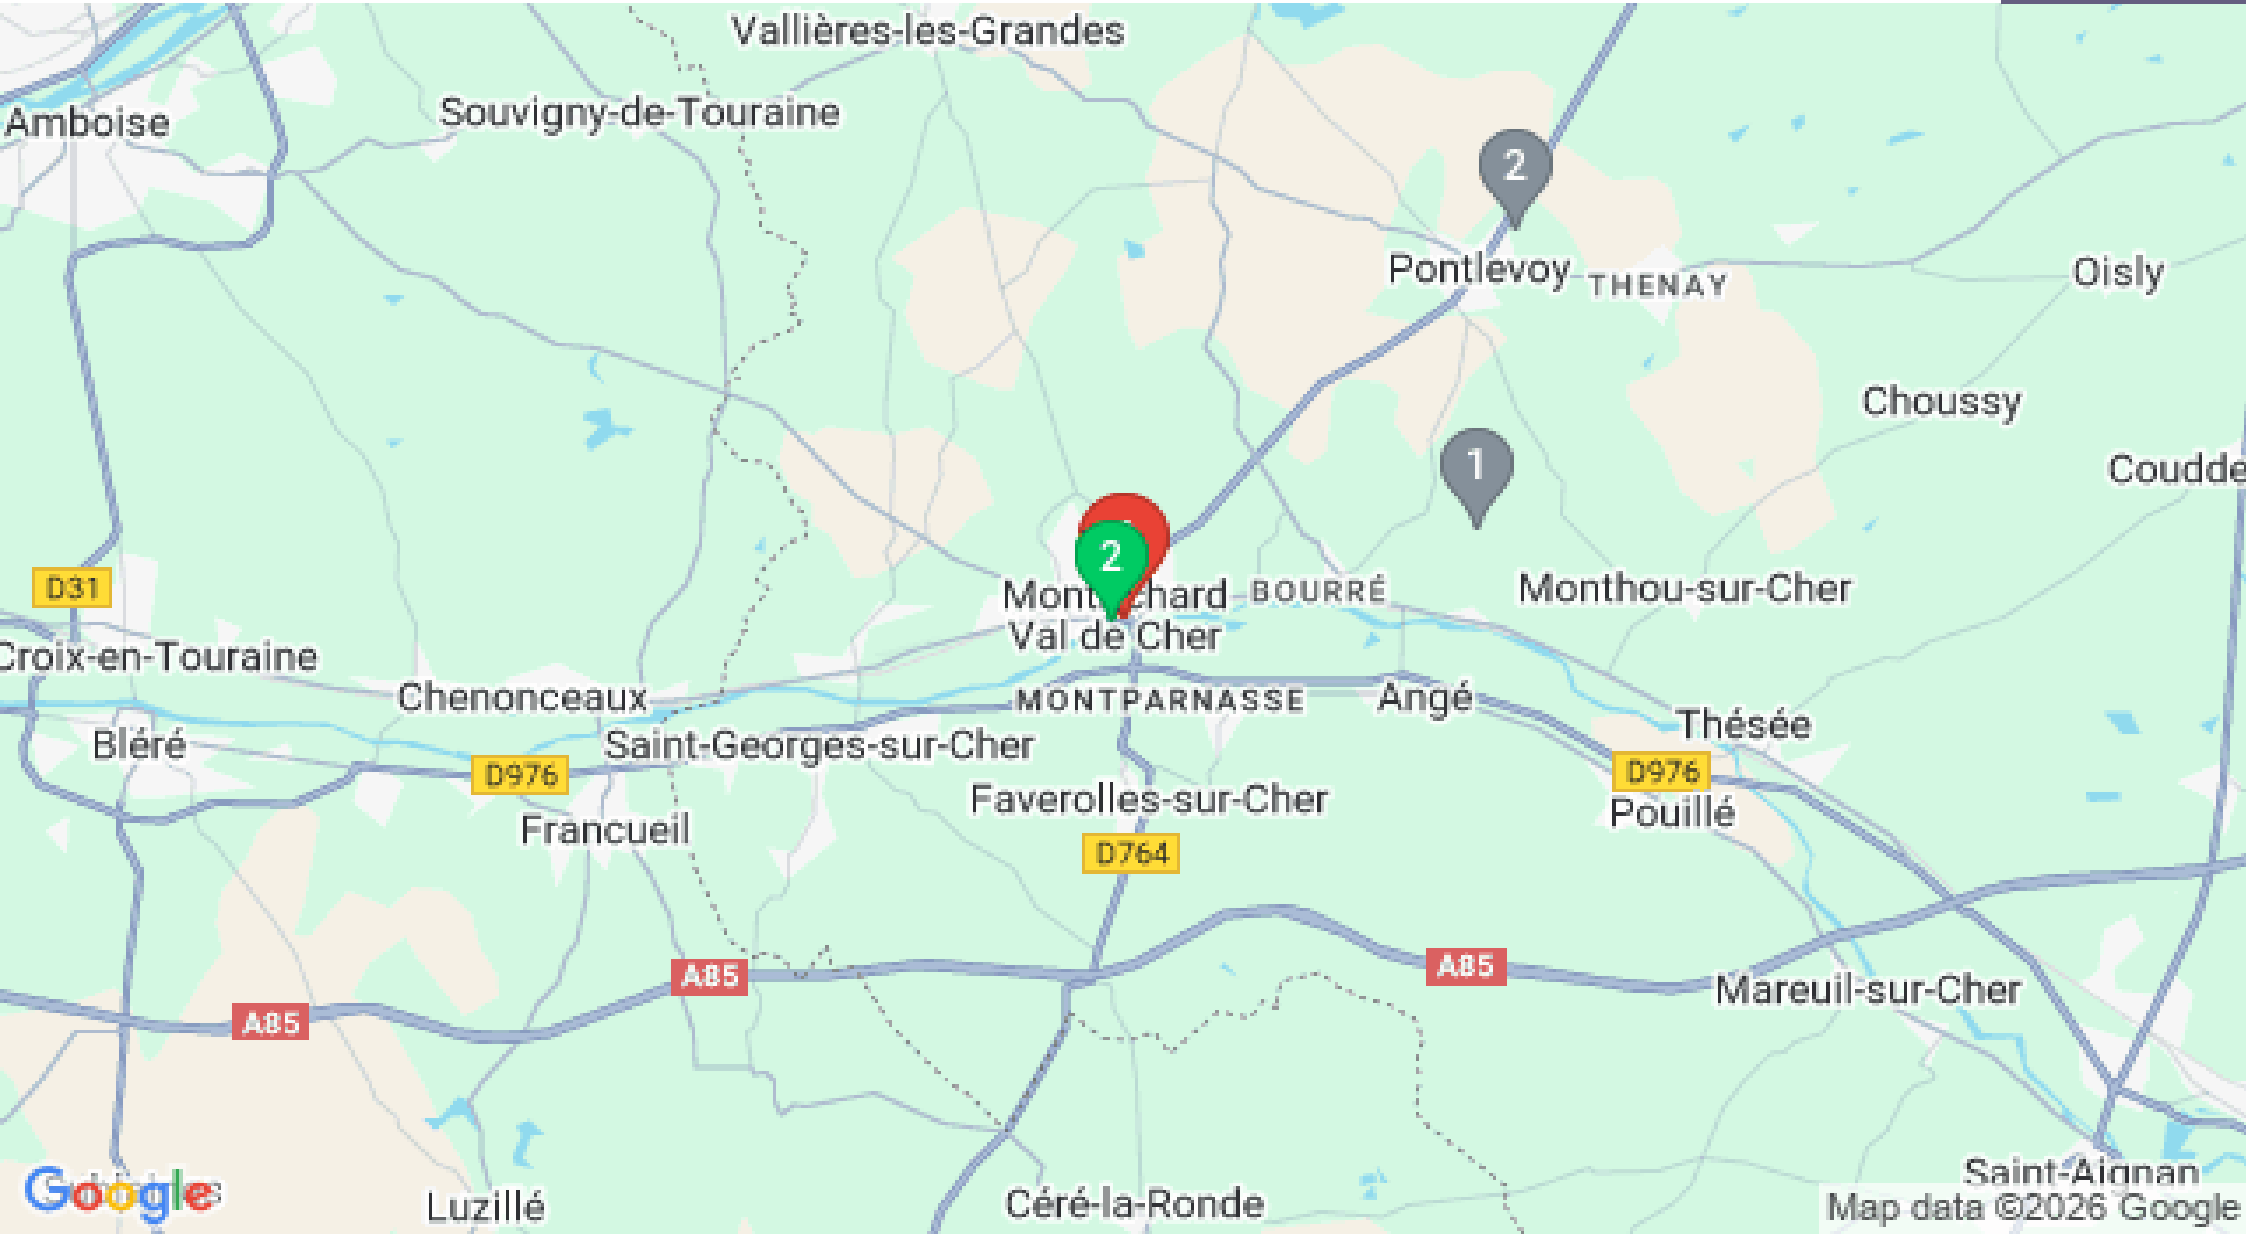 Vallières-les-Grandes
Souvigny-de-Touraine
Amboise
2
Pontlevoy
THENAY
Oisly
Choussy
Coudde
1
2
D31
Val de Cher
BOURRÉ
Monthou-sur-Cher
Croix-en-Touraine
Chenonceaux
MONTPARNASSE
Angé
Thésée
Bléré
Saint-Georges-sur-Cher
D976
D976
Faverolles-sur-Cher
Pouillé
Francueil
D764
A85
A85
A85
Mareuil-sur-Cher
Saint-Aignan
Google
Luzillé
Céré-la-Ronde
Map data ©2026 Google